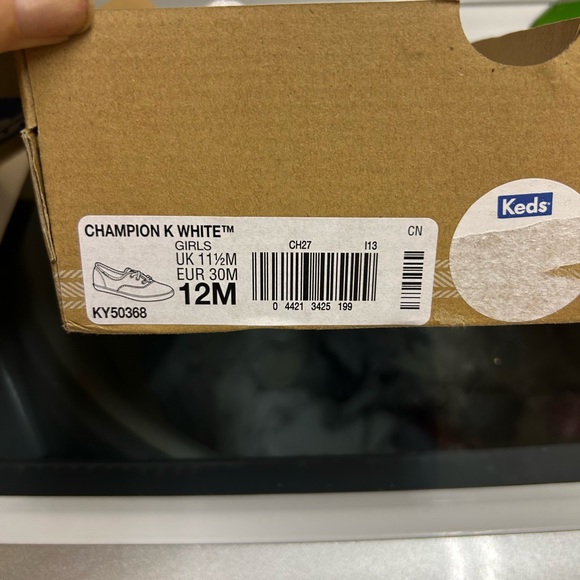 Keds
CHAMPION K WHITE™
CN
GIRLS
CH27
I13
UK 11½M
EUR 30M
12M
KY50368
0 4421 3425 199